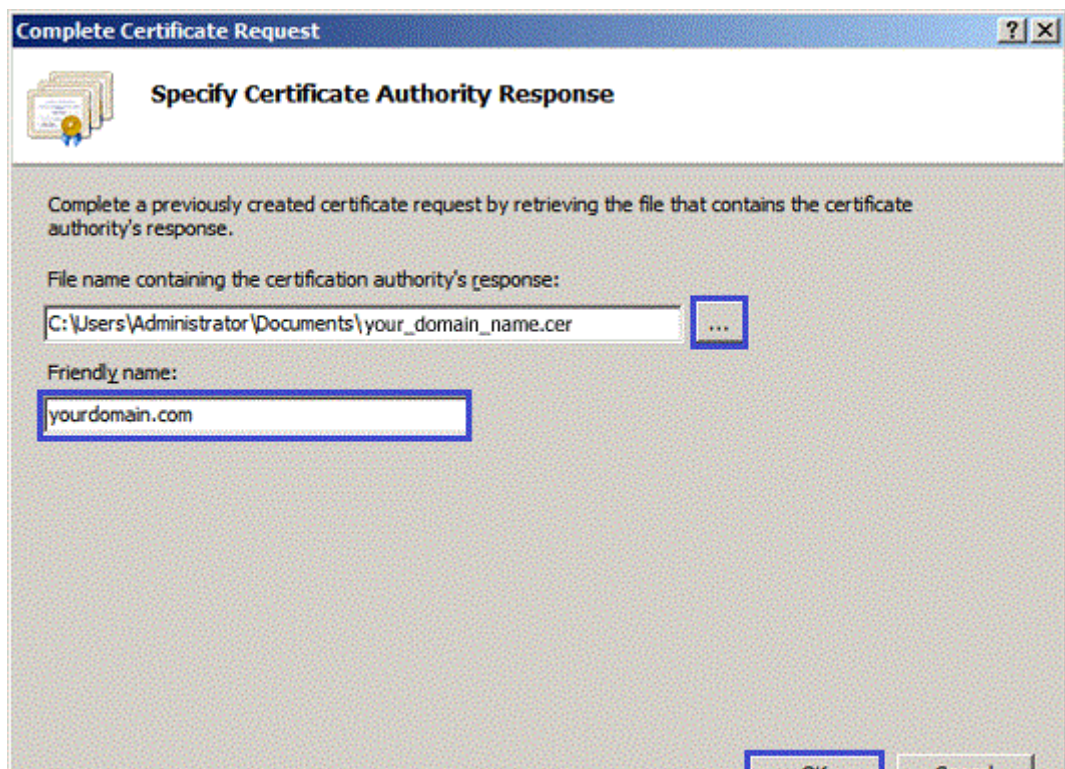 Complete Certificate Request
Specify Certificate Authority Response
Complete a previously created certificate request by retrieving the file that contains the certificate
authority's response.
File name containing the certification authority's response:
C:\Users\Administrator\Documents\your_domain_name.cer
...
Friendly name:
yourdomain.com